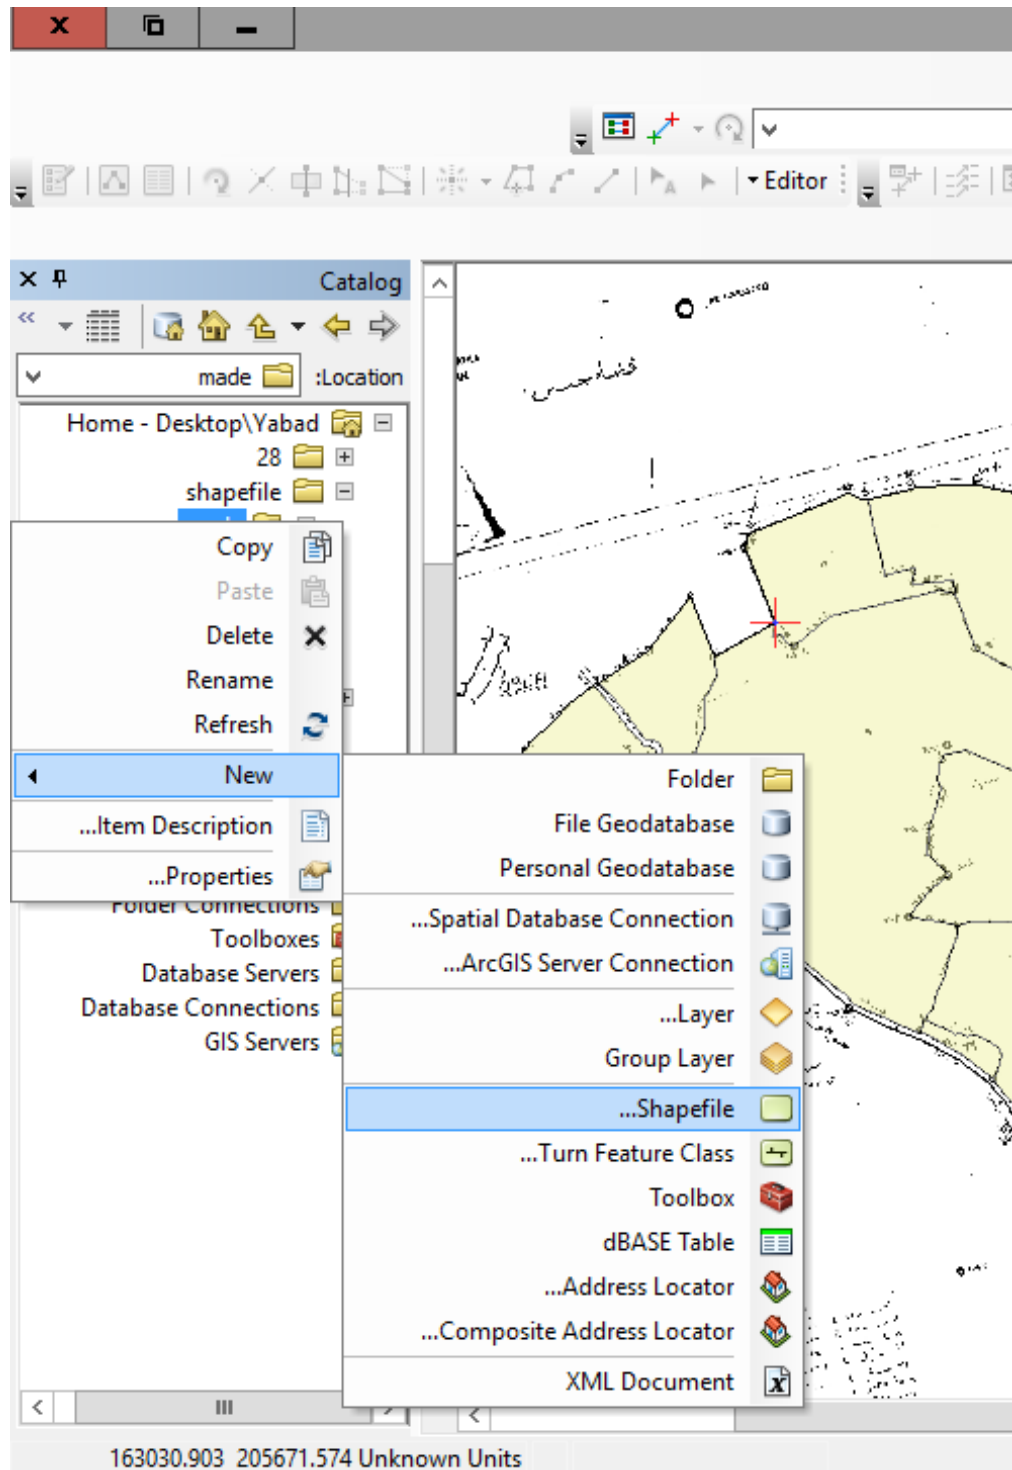 Editor
Catalog
made :Location
Home - Desktop\Yabad
28
shapefile
Copy
Paste
Delete
Rename
Refresh
New
...Item Description
...Properties
Folder Connections
Toolboxes
Database Servers
Database Connections
GIS Servers
Folder
File Geodatabase
Personal Geodatabase
...Spatial Database Connection
...ArcGIS Server Connection
...Layer
Group Layer
...Shapefile
...Turn Feature Class
Toolbox
dBASE Table
...Address Locator
...Composite Address Locator
XML Document
163030.903 205671.574 Unknown Units